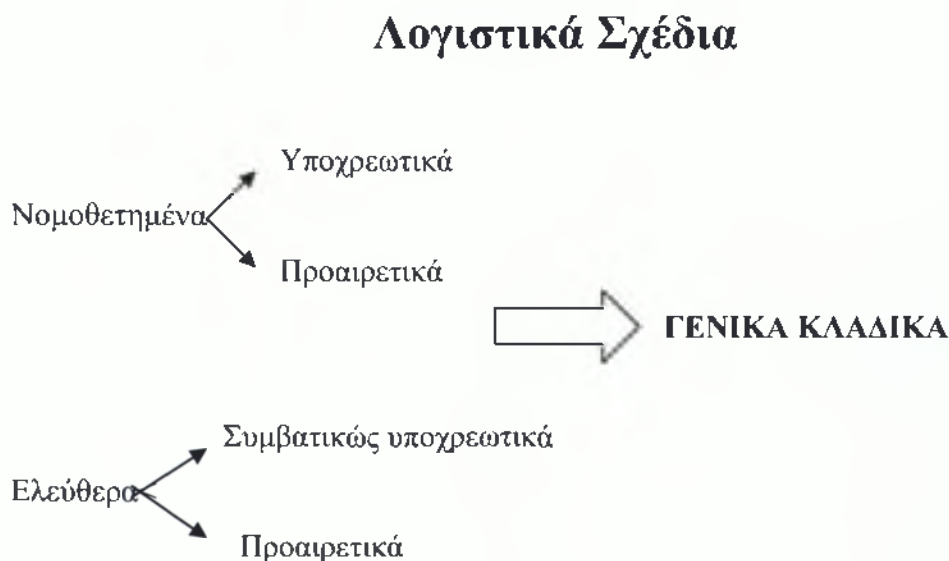 Λογιστικά Σχέδια
Υποχρεωτικά
Νομοθετημένα
Προαιρετικά
ΓΕΝΙΚΑ ΚΛΑΔΙΚΑ
Συμβατικώς υποχρεωτικά
Ελεύθερα
Προαιρετικά